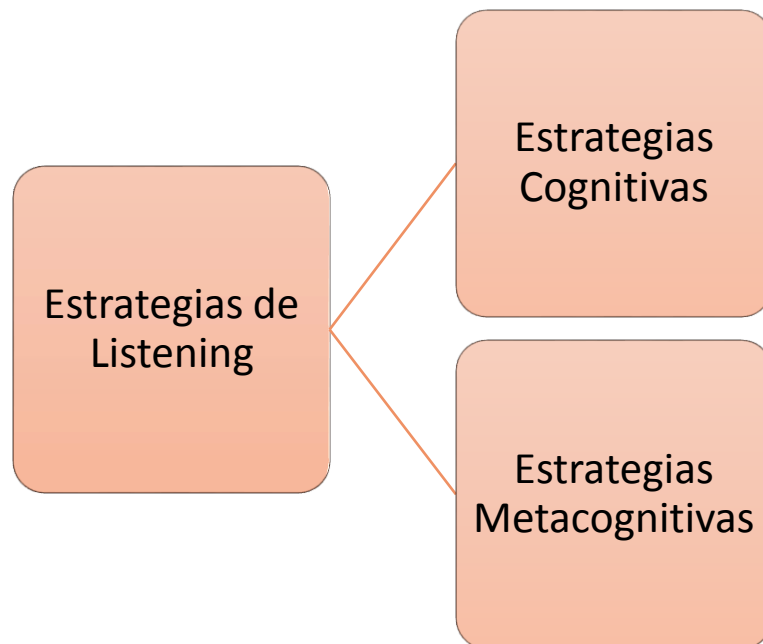 Estrategias de
Listening
Estrategias
Cognitivas
Estrategias
Metacognitivas